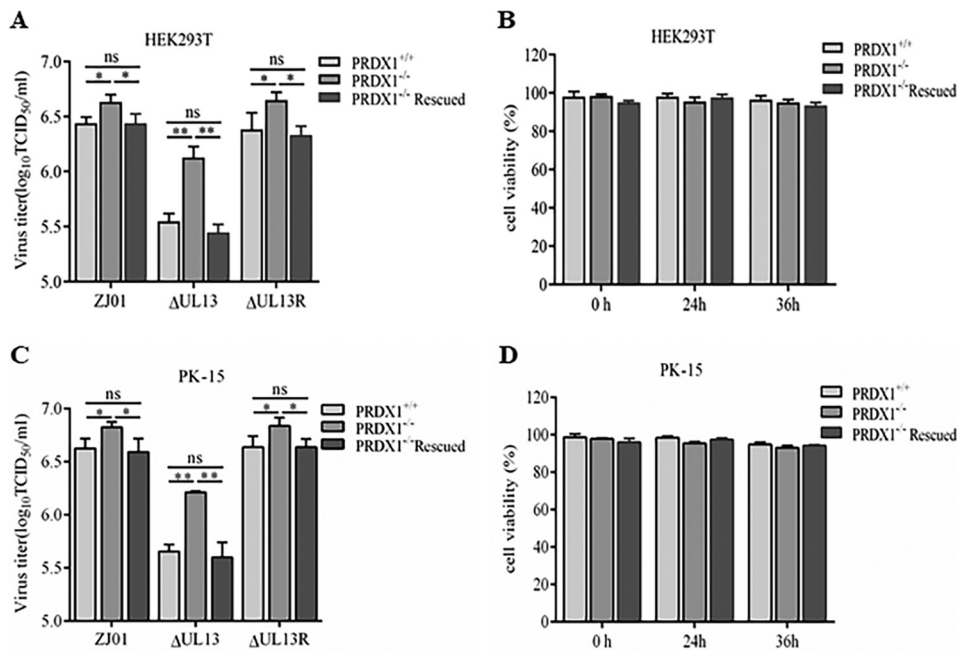 A
HEK293T
Virus titer(log10TCID50/ml)
7.0
6.5
6.0
5.5
5.0
ns
* *
ns
** **
ns
* *
PRDX1+/+
PRDX1-/-
PRDX1-/- Rescued
ZJ01 ΔUL13 ΔUL13R
B
HEK293T
cell viability (%)
120
100
80
60
40
20
0
PRDX1+/+
PRDX1-/-
PRDX1-/- Rescued
0 h 24h 36h
C
PK-15
Virus titer(log10TCID50/ml)
7.0
6.5
6.0
5.5
5.0
ns
* *
ns
** **
ns
* *
PRDX1+/+
PRDX1-/-
PRDX1-/- Rescued
ZJ01 ΔUL13 ΔUL13R
D
PK-15
cell viability (%)
120
100
80
60
40
20
0
PRDX1+/+
PRDX1-/-
PRDX1-/- Rescued
0 h 24h 36h